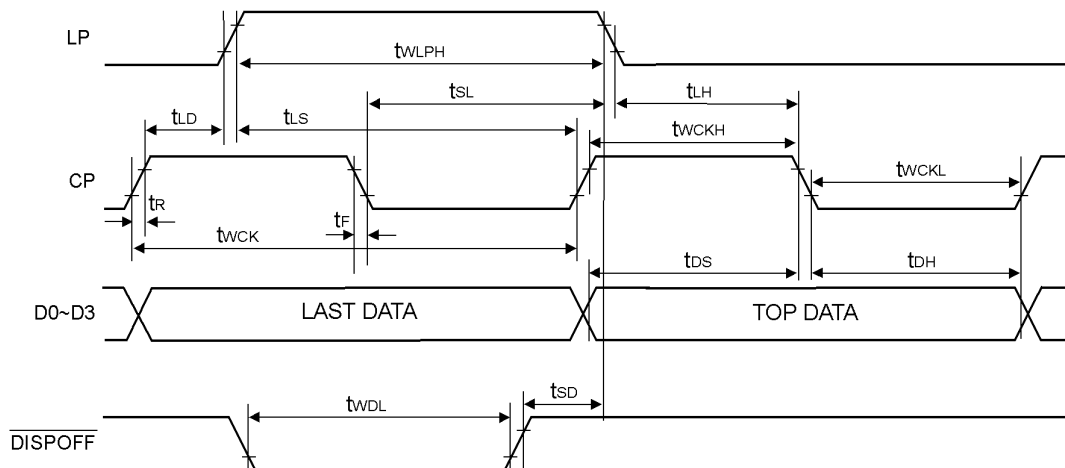 LP
tWLPH
tSL
tLH
tLD
tLS
tWCKH
CP
tWCKL
tR
tF
tWCK
tDS
tDH
D0~D3
LAST DATA
TOP DATA
tSD
tWDL
DISPOFF